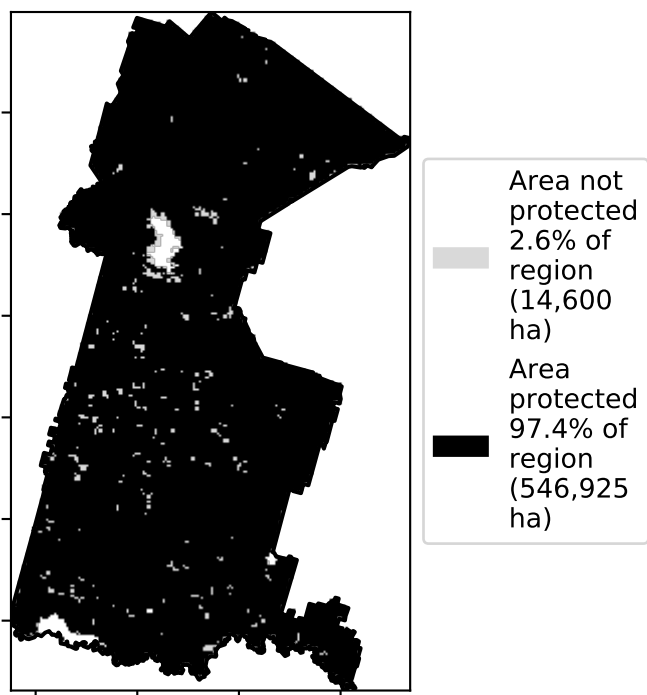 Area not
protected
2.6% of
region
(14,600
ha)
Area
protected
97.4% of
region
(546,925
ha)